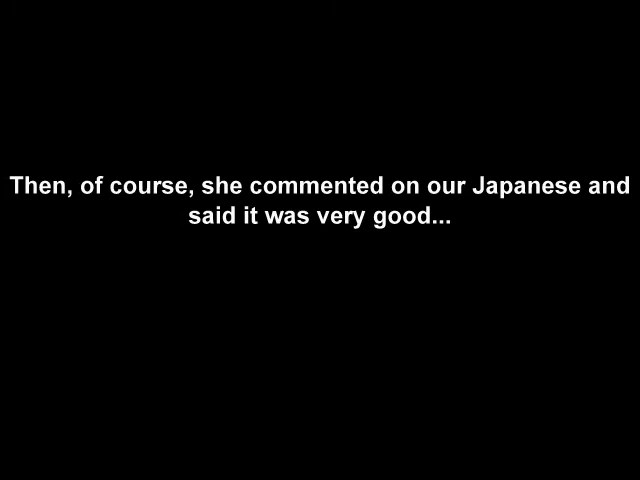 Then, of course, she commented on our Japanese and
said it was very good...